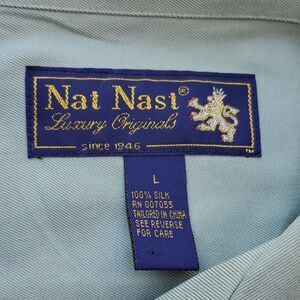 Nat Nast®
Luxury Originals
since 1946
TM
L
100% SILK
RN 007055
TAILORED IN CHINA
SEE REVERSE
FOR CARE